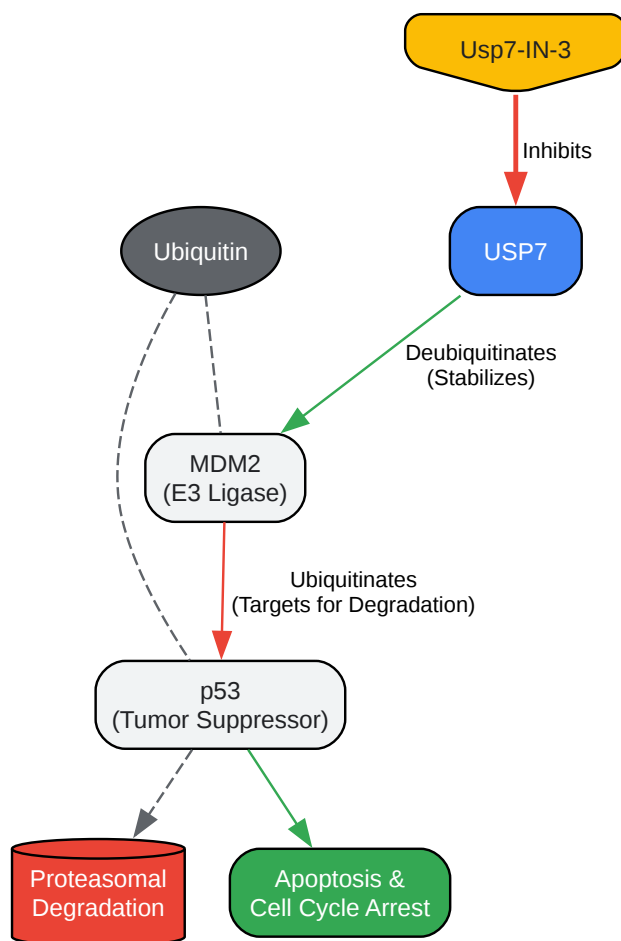 Usp7-IN-3
Inhibits
Ubiquitin
USP7
Deubiquitinates
(Stabilizes)
MDM2
(E3 Ligase)
Ubiquitinates
(Targets for Degradation)
p53
(Tumor Suppressor)
Proteasomal
Degradation
Apoptosis &
Cell Cycle Arrest